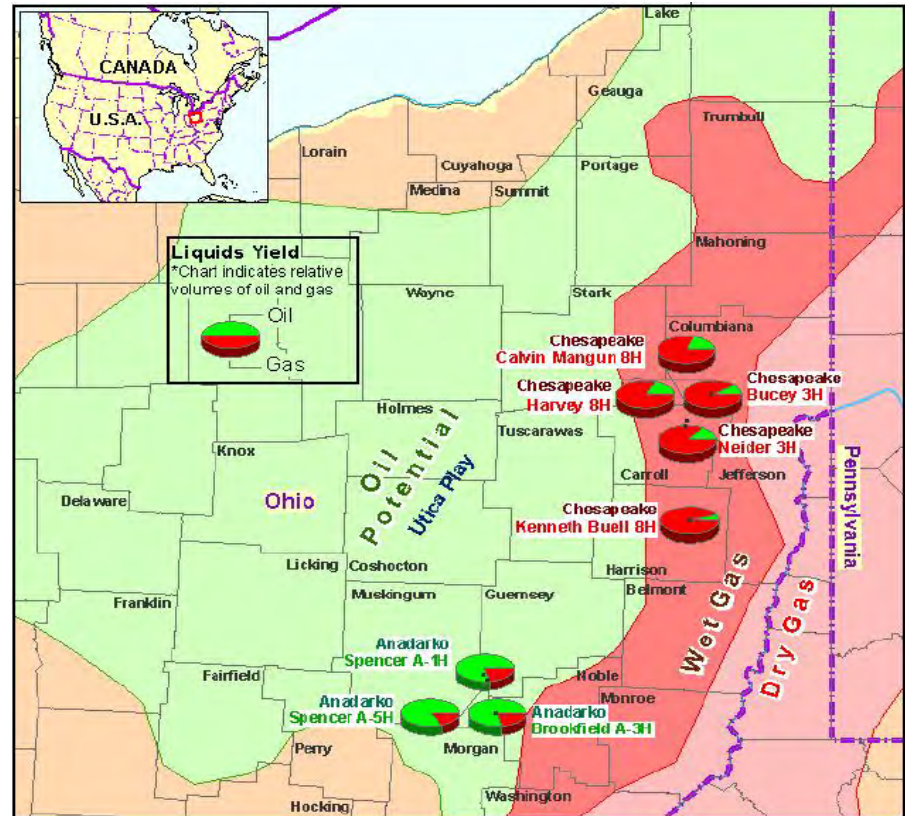 CANADA
U.S.A.
Lake
Geauga
Trumbull
Lorain
Cuyahoga
Portage
Medina
Summit
Mahoning
Liquids Yield
*Chart indicates relative
volumes of oil and gas
Oil
Gas
Wayne
Stark
Columbiana
Chesapeake
Calvin Mangun 8H
Chesapeake
Harvey 8H
Chesapeake
Bucey 3H
Holmes
Tuscarawas
Chesapeake
Neider 3H
Knox
Carroll
Jefferson
Delaware
Ohio
Oil
Potential
Utica Play
Pennsylvania
Chesapeake
Kenneth Buell 8H
Licking
Coshocton
Harrison
Belmont
Franklin
Muskingum
Guernsey
Wet Gas
Dry Gas
Anadarko
Spencer A-1H
Fairfield
Noble
Monroe
Anadarko
Spencer A-5H
Anadarko
Brookfield A-3H
Perry
Morgan
Washington
Hocking